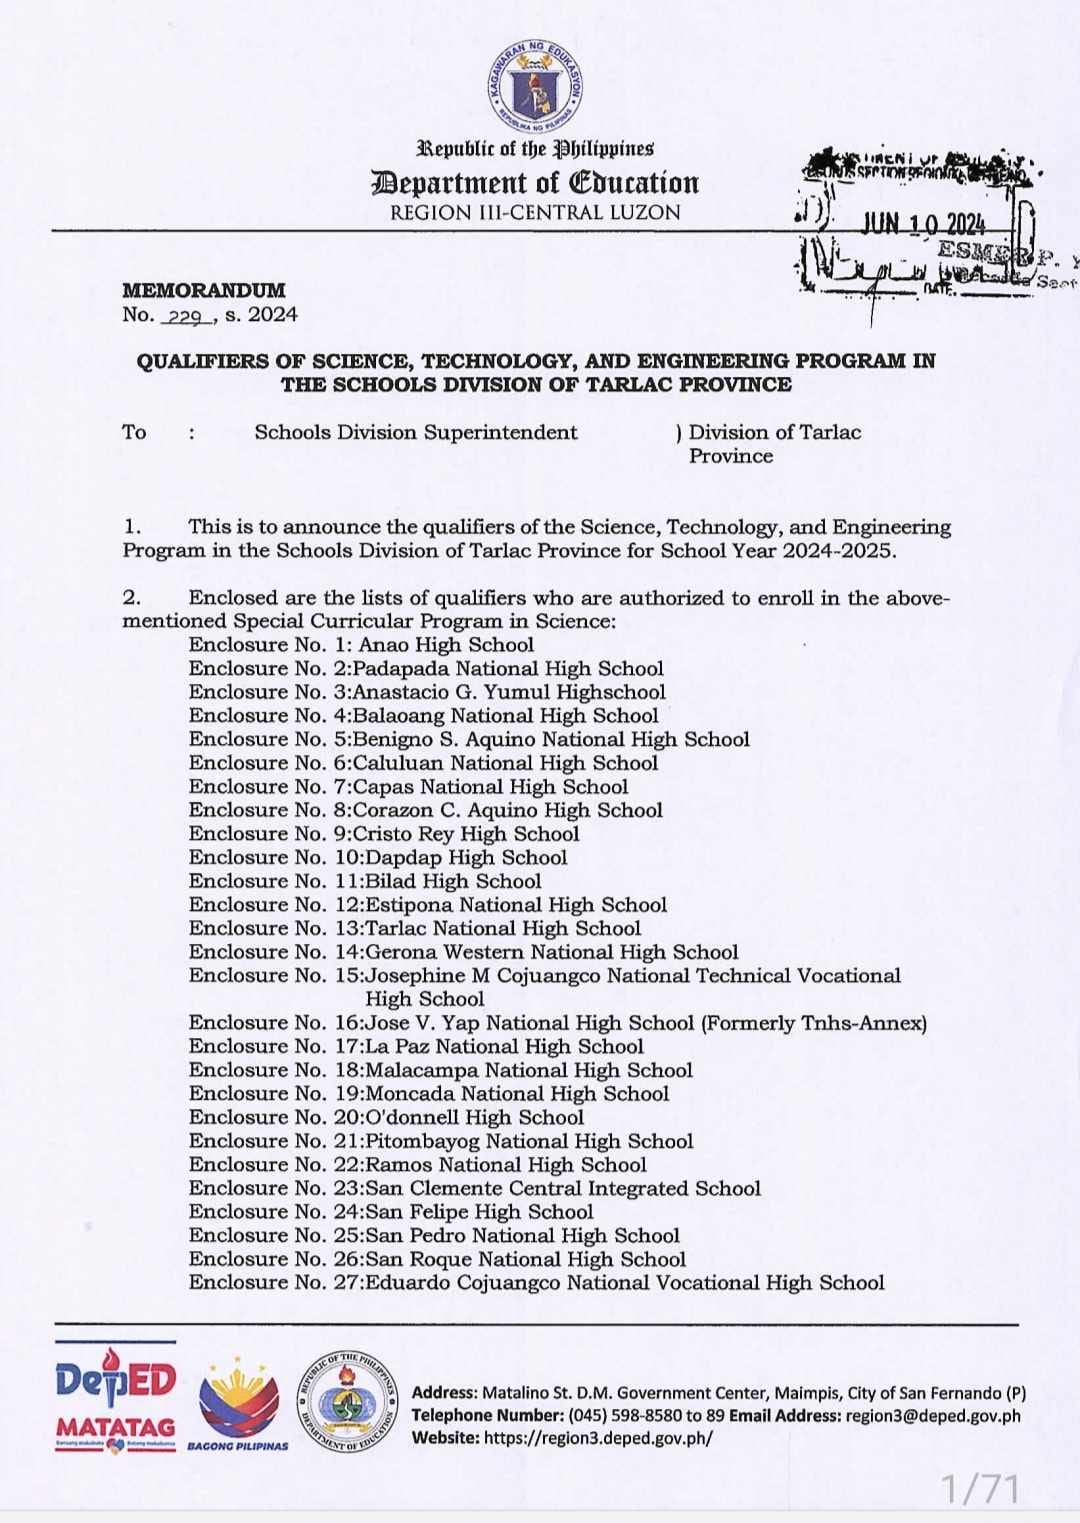 KAGAWARAN NG EDUKASYON
REPUBLIKA NG PILIPINAS
Republic of the Philippines
Department of Education
REGION III-CENTRAL LUZON
JUN 10 2024
ESMER P. Y
DATE
MEMORANDUM
No. 229, s. 2024
QUALIFIERS OF SCIENCE, TECHNOLOGY, AND ENGINEERING PROGRAM IN
THE SCHOOLS DIVISION OF TARLAC PROVINCE
To : Schools Division Superintendent ) Division of Tarlac
Province
1. This is to announce the qualifiers of the Science, Technology, and Engineering
Program in the Schools Division of Tarlac Province for School Year 2024-2025.
2. Enclosed are the lists of qualifiers who are authorized to enroll in the above-
mentioned Special Curricular Program in Science:
Enclosure No. 1: Anao High School
Enclosure No. 2:Padapada National High School
Enclosure No. 3:Anastacio G. Yumul Highschool
Enclosure No. 4:Balaoang National High School
Enclosure No. 5:Benigno S. Aquino National High School
Enclosure No. 6:Caluluan National High School
Enclosure No. 7:Capas National High School
Enclosure No. 8:Corazon C. Aquino High School
Enclosure No. 9:Cristo Rey High School
Enclosure No. 10:Dapdap High School
Enclosure No. 11:Bilad High School
Enclosure No. 12:Estipona National High School
Enclosure No. 13:Tarlac National High School
Enclosure No. 14:Gerona Western National High School
Enclosure No. 15:Josephine M Cojuangco National Technical Vocational
High School
Enclosure No. 16:Jose V. Yap National High School (Formerly Tnhs-Annex)
Enclosure No. 17:La Paz National High School
Enclosure No. 18:Malacampa National High School
Enclosure No. 19:Moncada National High School
Enclosure No. 20:O'donnell High School
Enclosure No. 21:Pitombayog National High School
Enclosure No. 22:Ramos National High School
Enclosure No. 23:San Clemente Central Integrated School
Enclosure No. 24:San Felipe High School
Enclosure No. 25:San Pedro National High School
Enclosure No. 26:San Roque National High School
Enclosure No. 27:Eduardo Cojuangco National Vocational High School
DepED
MATATAG
BAGONG PILIPINAS
REPUBLIC OF THE PHILIPPINES
DEPARTMENT OF EDUCATION
Address: Matalino St. D.M. Government Center, Maimpis, City of San Fernando (P)
Telephone Number: (045) 598-8580 to 89 Email Address: region3@deped.gov.ph
Website: https://region3.deped.gov.ph/
1/71